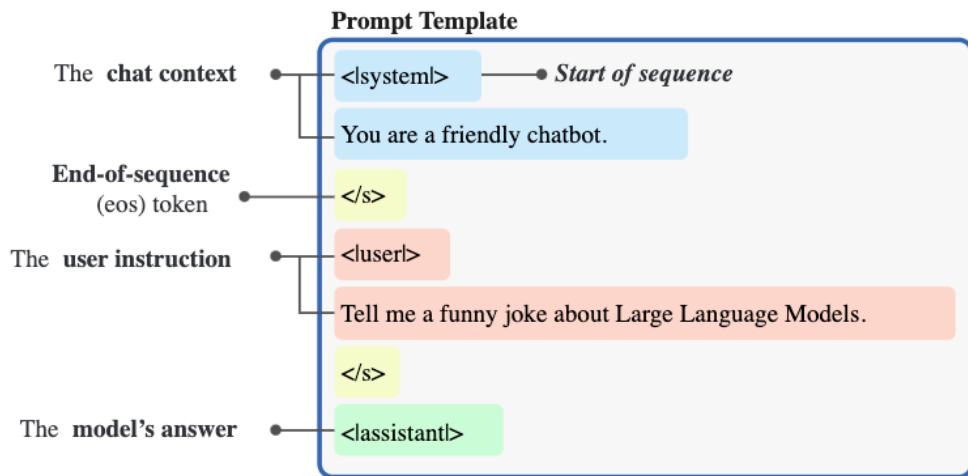 Prompt Template
The chat context
<|system|>
Start of sequence
You are a friendly chatbot.
End-of-sequence
(eos) token
</s>
The user instruction
<|user|>
Tell me a funny joke about Large Language Models.
</s>
The model’s answer
<|assistant|>